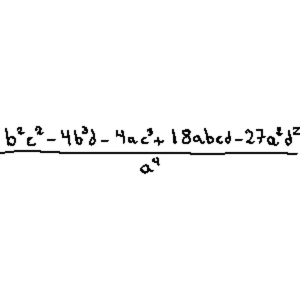 b²c² - 4b³d - 4ac³ + 18abcd - 27a²d²
a⁴